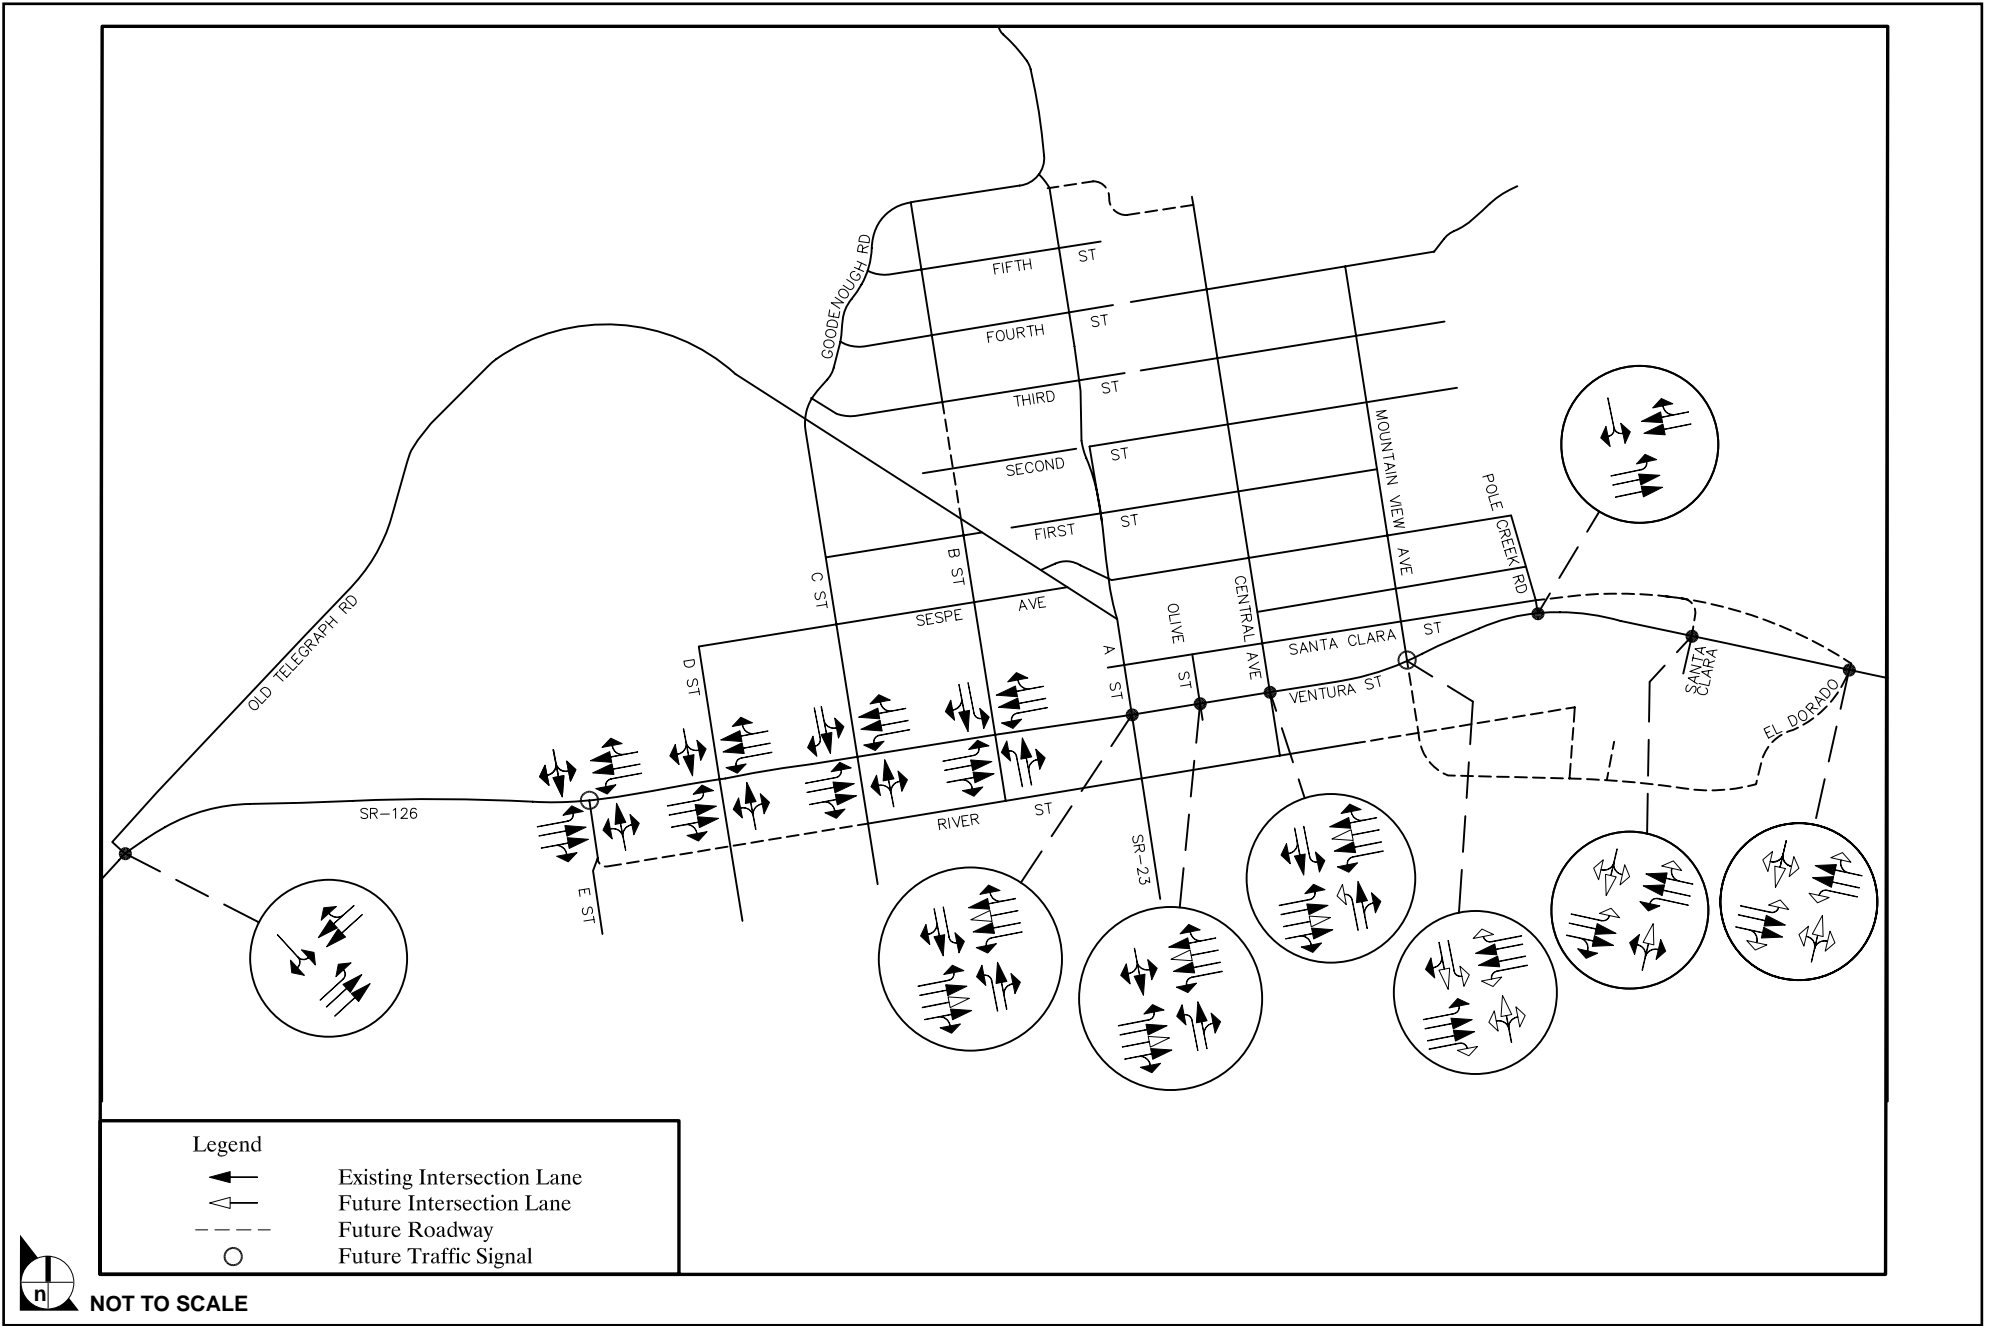 GOODENOUGH RD
FIFTH ST
FOURTH ST
THIRD ST
SECOND ST
FIRST ST
MOUNTAIN VIEW AVE
POLE CREEK RD
OLD TELEGRAPH RD
C ST
B ST
SESPE AVE
D ST
A ST
OLIVE ST
CENTRAL AVE
SANTA CLARA ST
VENTURA ST
SANTA
CLARA
EL DORADO
SR-126
RIVER ST
SR-23
E ST
Legend
Existing Intersection Lane
Future Intersection Lane
Future Roadway
Future Traffic Signal
n
NOT TO SCALE